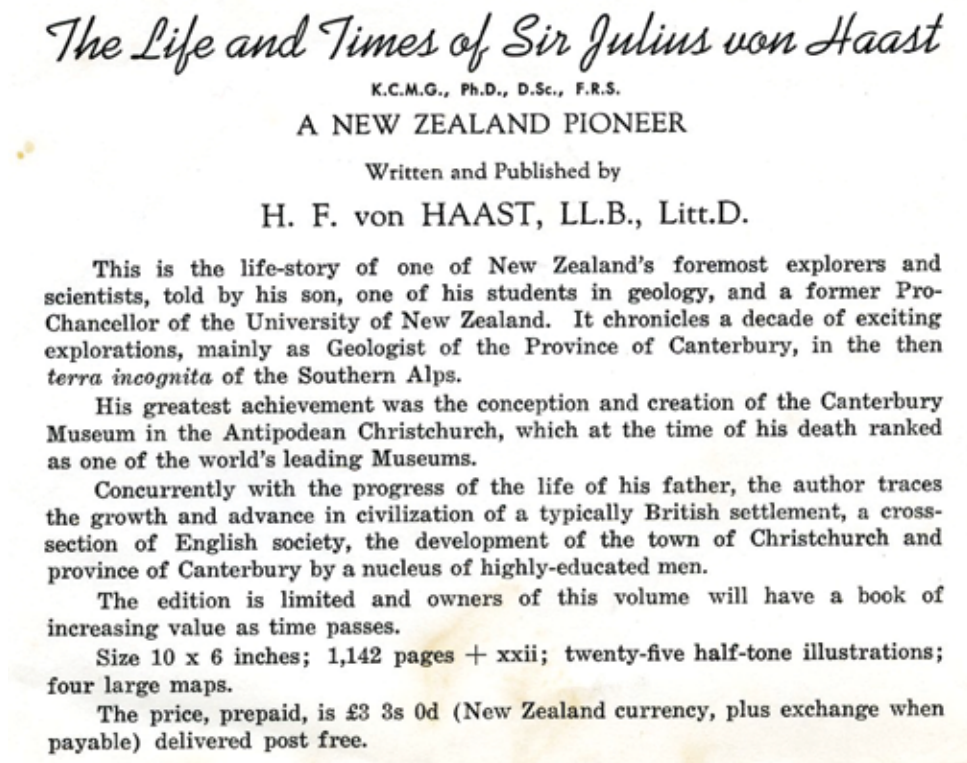 The Life and Times of Sir Julius von Haast
K.C.M.G., Ph.D., D.Sc., F.R.S.
A NEW ZEALAND PIONEER
Written and Published by
H. F. von HAAST, LL.B., Litt.D.
This is the life-story of one of New Zealand's foremost explorers and
scientists, told by his son, one of his students in geology, and a former Pro-
Chancellor of the University of New Zealand. It chronicles a decade of exciting
explorations, mainly as Geologist of the Province of Canterbury, in the then
terra incognita of the Southern Alps.
His greatest achievement was the conception and creation of the Canterbury
Museum in the Antipodean Christchurch, which at the time of his death ranked
as one of the world's leading Museums.
Concurrently with the progress of the life of his father, the author traces
the growth and advance in civilization of a typically British settlement, a cross-
section of English society, the development of the town of Christchurch and
province of Canterbury by a nucleus of highly-educated men.
The edition is limited and owners of this volume will have a book of
increasing value as time passes.
Size 10 x 6 inches; 1,142 pages + xxii; twenty-five half-tone illustrations;
four large maps.
The price, prepaid, is £3 3s 0d (New Zealand currency, plus exchange when
payable) delivered post free.